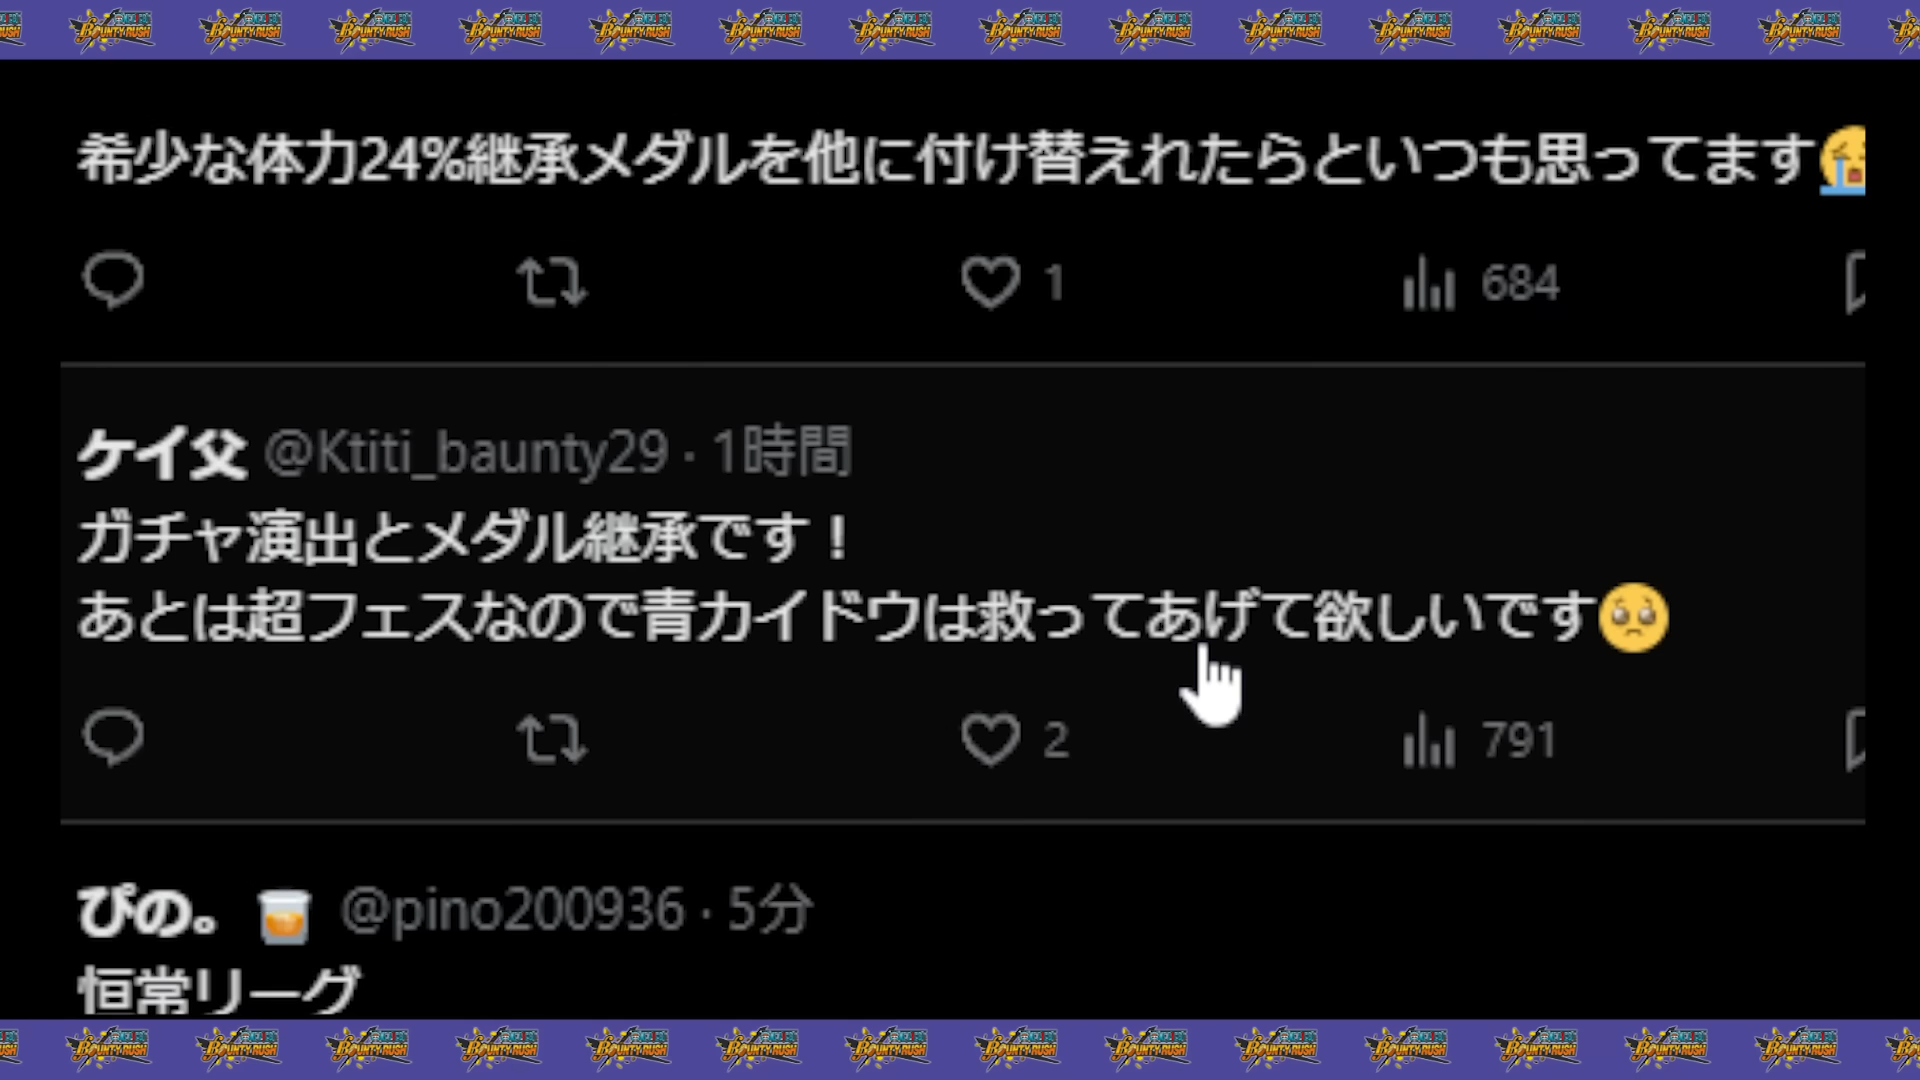 希少な体力24%継承メダルを他に付け替えれたらといつも思ってます😭
1
684
ケイ父 @Ktiti_baunty29 · 1時間
ガチャ演出とメダル継承です！
あとは超フェスなので青カイドウは救ってあげて欲しいです🥺
2
791
ぴの。🥃 @pino200936 · 5分
恒常リーグ
BOUNTY RUSH